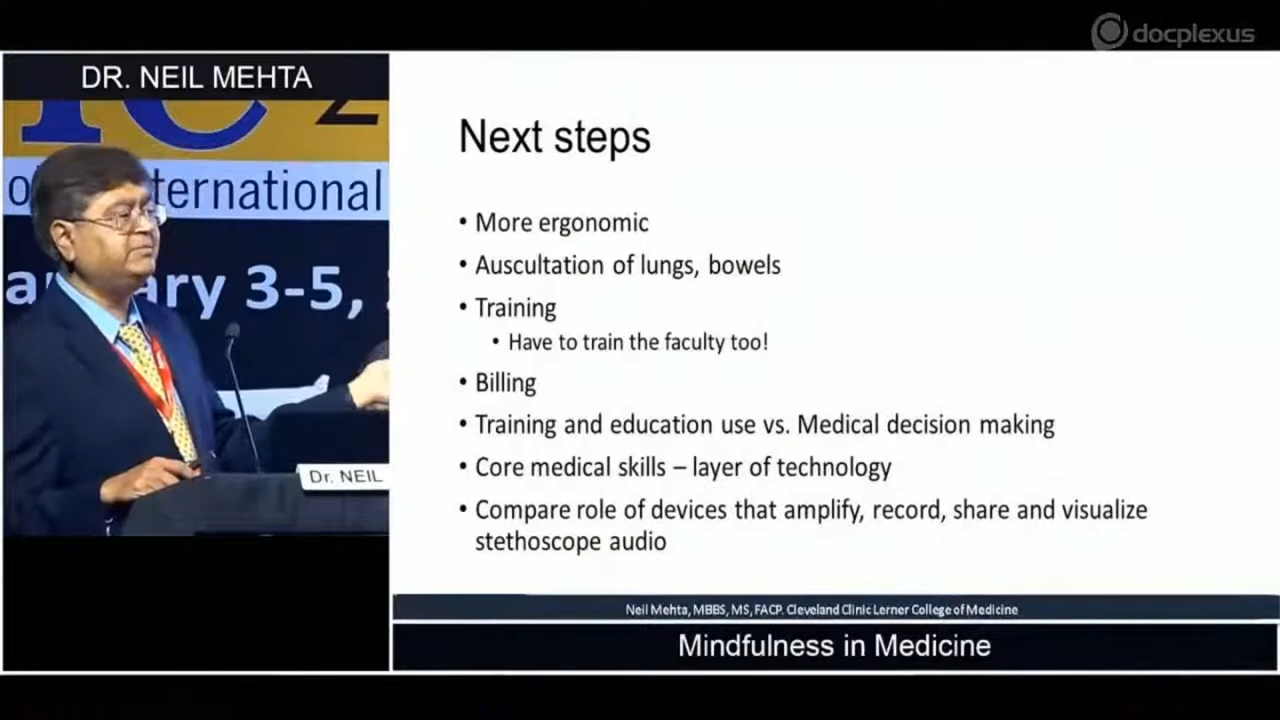 docplexus
DR. NEIL MEHTA
ternational
ary 3-5,
Dr. NEIL
Next steps
• More ergonomic
• Auscultation of lungs, bowels
• Training
• Have to train the faculty too!
• Billing
• Training and education use vs. Medical decision making
• Core medical skills – layer of technology
• Compare role of devices that amplify, record, share and visualize
stethoscope audio
Neil Mehta, MBBS, MS, FACP. Cleveland Clinic Lerner College of Medicine
Mindfulness in Medicine